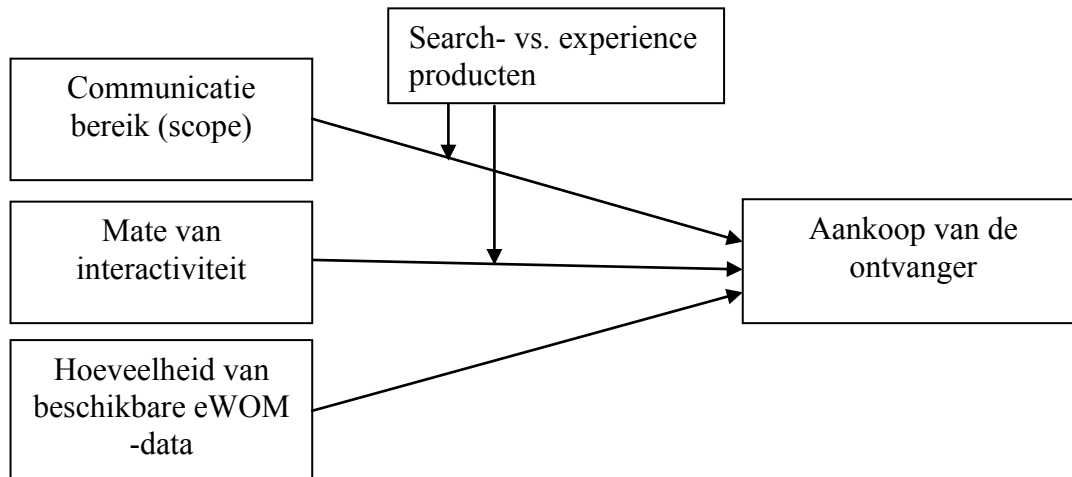 Search- vs. experience
producten
Communicatie
bereik (scope)
Mate van
interactiviteit
Aankoop van de
ontvanger
Hoeveelheid van
beschikbare eWOM
-data